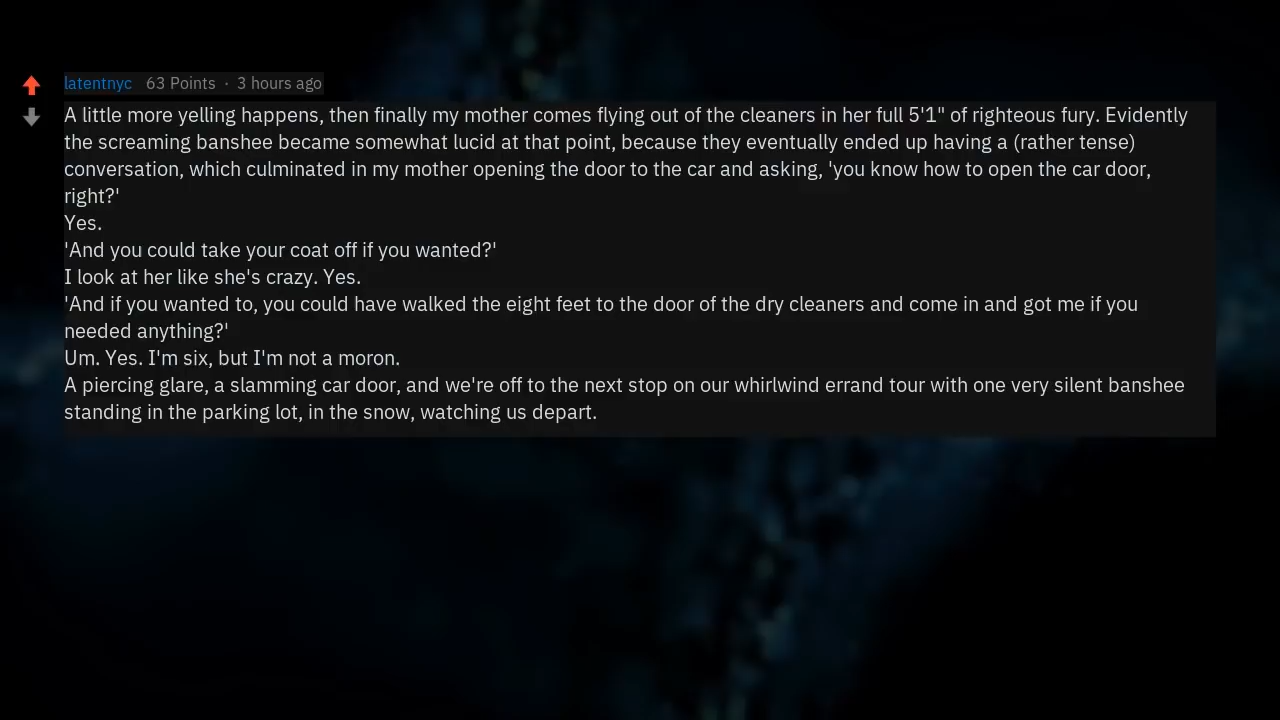 latentnyc 63 Points · 3 hours ago
A little more yelling happens, then finally my mother comes flying out of the cleaners in her full 5'1" of righteous fury. Evidently
the screaming banshee became somewhat lucid at that point, because they eventually ended up having a (rather tense)
conversation, which culminated in my mother opening the door to the car and asking, 'you know how to open the car door,
right?'
Yes.
'And you could take your coat off if you wanted?'
I look at her like she's crazy. Yes.
'And if you wanted to, you could have walked the eight feet to the door of the dry cleaners and come in and got me if you
needed anything?'
Um. Yes. I'm six, but I'm not a moron.
A piercing glare, a slamming car door, and we're off to the next stop on our whirlwind errand tour with one very silent banshee
standing in the parking lot, in the snow, watching us depart.